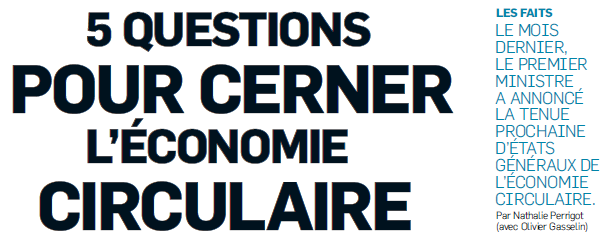 5 QUESTIONS
POUR CERNER
L’ÉCONOMIE
CIRCULAIRE
LES FAITS
LE MOIS
DERNIER,
LE PREMIER
MINISTRE
A ANNONCÉ
LA TENUE
PROCHAINE
D’ÉTATS
GÉNÉRAUX DE
L’ÉCONOMIE
CIRCULAIRE.
Par Nathalie Perrigot
(avec Olivier Gasselin)